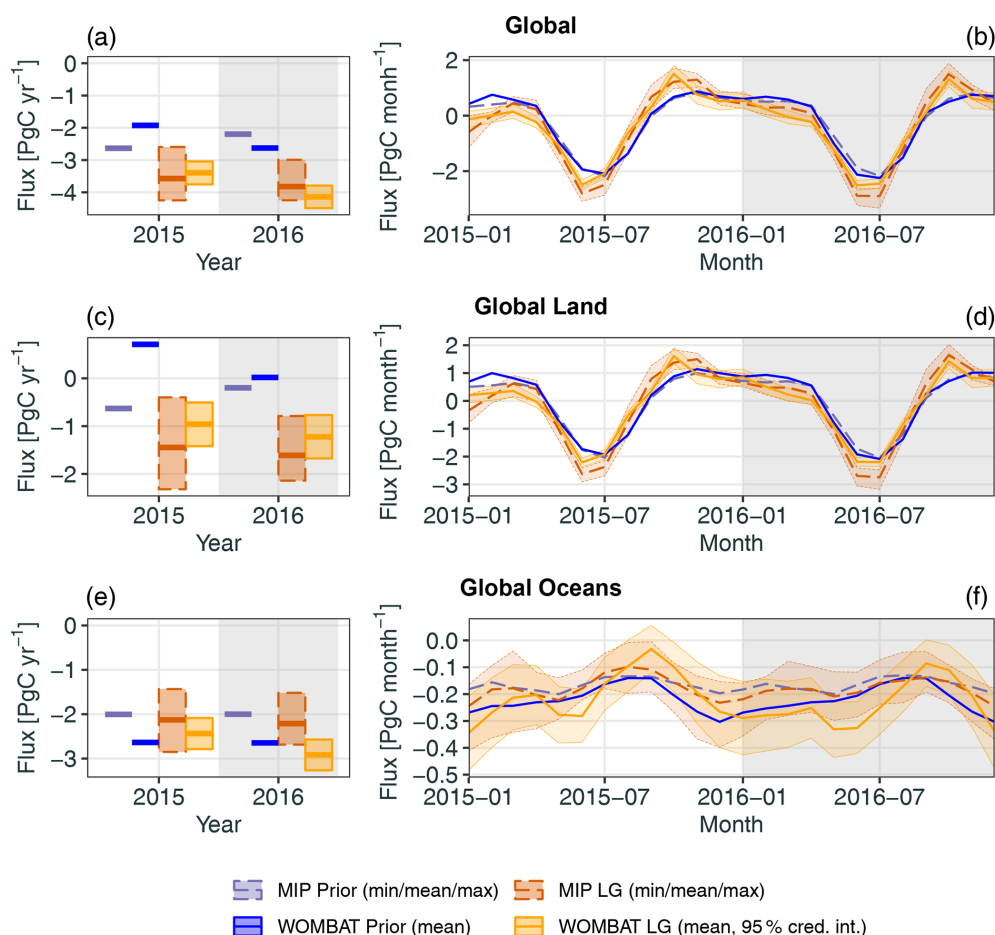 Global
(a)
(b)
Flux [PgC yr⁻¹]
0
−1
−2
−3
−4
2015
2016
Year
Flux [PgC monh⁻¹]
2
0
−2
2015−01
2015−07
2016−01
2016−07
Month
Global Land
(c)
(d)
Flux [PgC yr⁻¹]
0
−1
−2
2015
2016
Year
Flux [PgC month⁻¹]
2
1
0
−1
−2
−3
2015−01
2015−07
2016−01
2016−07
Month
Global Oceans
(e)
(f)
Flux [PgC yr⁻¹]
0
−1
−2
−3
2015
2016
Year
Flux [PgC month⁻¹]
0.0
−0.1
−0.2
−0.3
−0.4
−0.5
2015−01
2015−07
2016−01
2016−07
Month
MIP Prior (min/mean/max)
MIP LG (min/mean/max)
WOMBAT Prior (mean)
WOMBAT LG (mean, 95 % cred. int.)